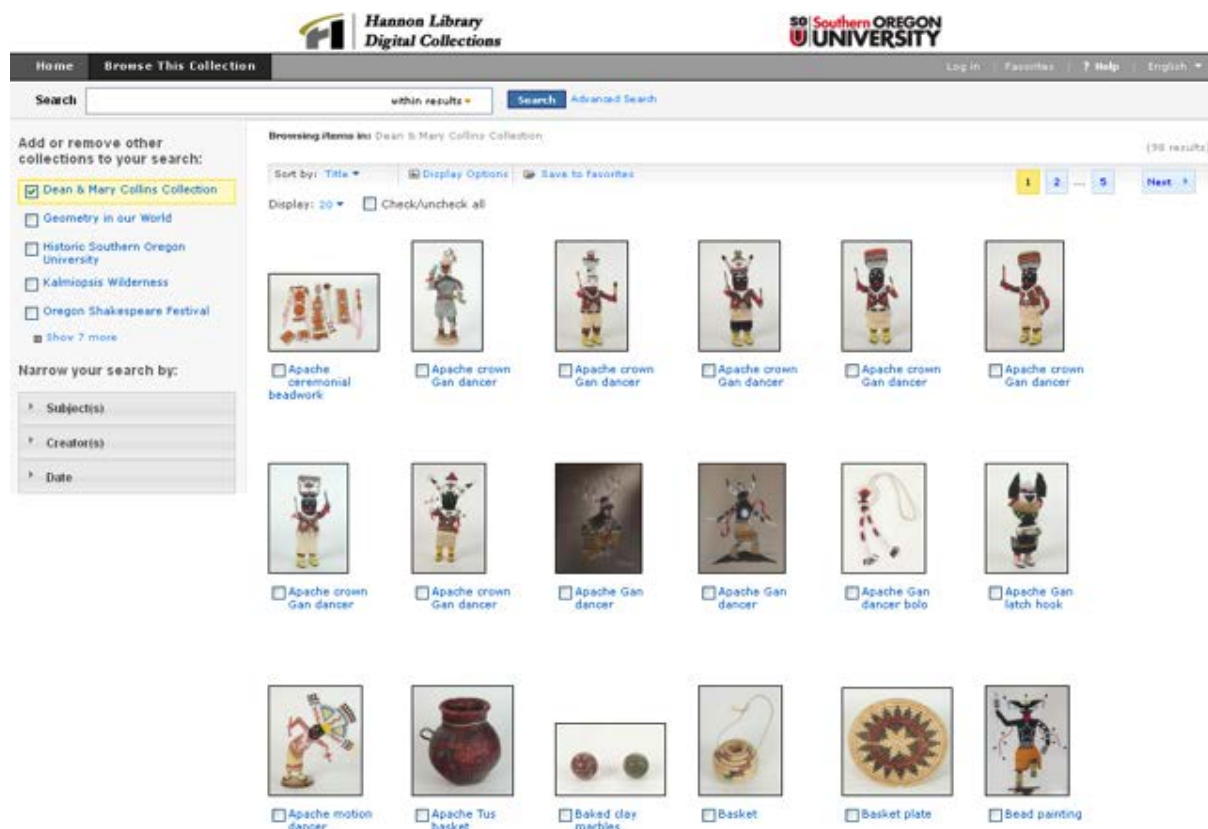 Hannon Library
Digital Collections
SO Southern OREGON
U UNIVERSITY
Home Browse This Collection Log in Favorites ? Help English
Search within results Search Advanced Search
Add or remove other
collections to your search:
Dean & Mary Collins Collection
Geometry in our World
Historic Southern Oregon
University
Kalmiopsis Wilderness
Oregon Shakespeare Festival
Show 7 more
Narrow your search by:
Subject(s)
Creator(s)
Date
Browsing items in: Dean & Mary Collins Collection
(98 results)
Sort by: Title Display Options Save to favorites 1 2 ... 5 Next
Display: 20 Check/uncheck all
Apache
ceremonial
beadwork
Apache crown
Gan dancer
Apache crown
Gan dancer
Apache crown
Gan dancer
Apache crown
Gan dancer
Apache crown
Gan dancer
Apache crown
Gan dancer
Apache crown
Gan dancer
Apache Gan
dancer
Apache Gan
dancer
Apache Gan
dancer bolo
Apache Gan
latch hook
Apache motion
dancer
Apache Tus
basket
Baked clay
marbles
Basket
Basket plate
Bead painting